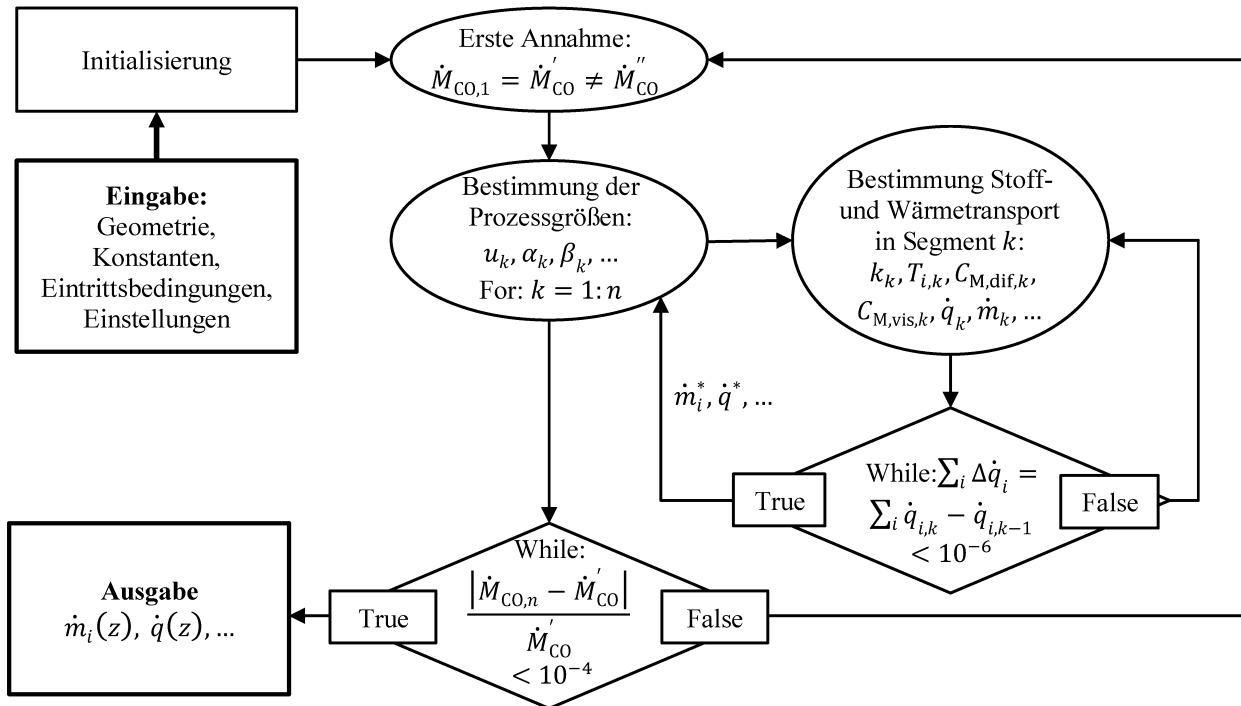 Initialisierung
Erste Annahme:
Ṁ_CO,1 = Ṁ′_CO ≠ Ṁ″_CO
Eingabe:
Geometrie,
Konstanten,
Eintrittsbedingungen,
Einstellungen
Bestimmung der
Prozessgrößen:
u_k, α_k, β_k, …
For: k = 1: n
Bestimmung Stoff-
und Wärmetransport
in Segment k:
k_k, T_i,k, C_M,dif,k,
C_M,vis,k, q̇_k, ṁ_k, …
ṁ*_i, q̇*, …
True
While: ∑_i Δq̇_i =
∑_i q̇_i,k − q̇_i,k−1
< 10⁻⁶
False
Ausgabe
ṁ_i(z), q̇(z), …
True
While:
|Ṁ_CO,n − Ṁ′_CO|
Ṁ′_CO
< 10⁻⁴
False